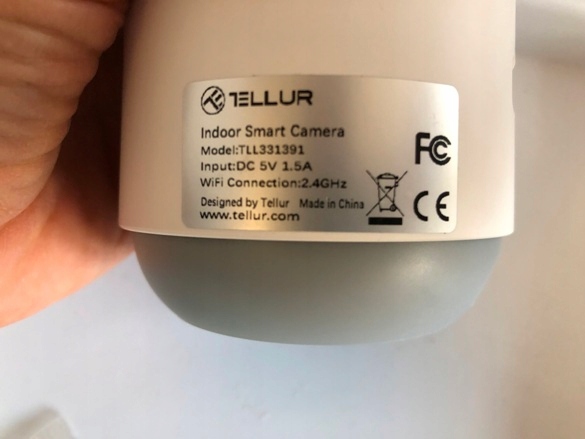 TELLUR
Indoor Smart Camera
Model:TLL331391
Input:DC 5V 1.5A
WiFi Connection:2.4GHz
Designed by Tellur Made in China
www.tellur.com
FC
CE